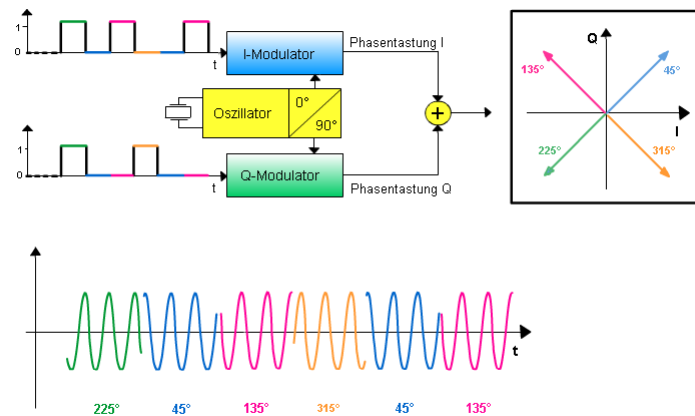 1
0
t
I-Modulator
Phasentastung I
Oszillator
0°
90°
+
1
0
t
Q-Modulator
Phasentastung Q
Q
135°
45°
I
225°
315°
t
225° 45° 135° 315° 45° 135°